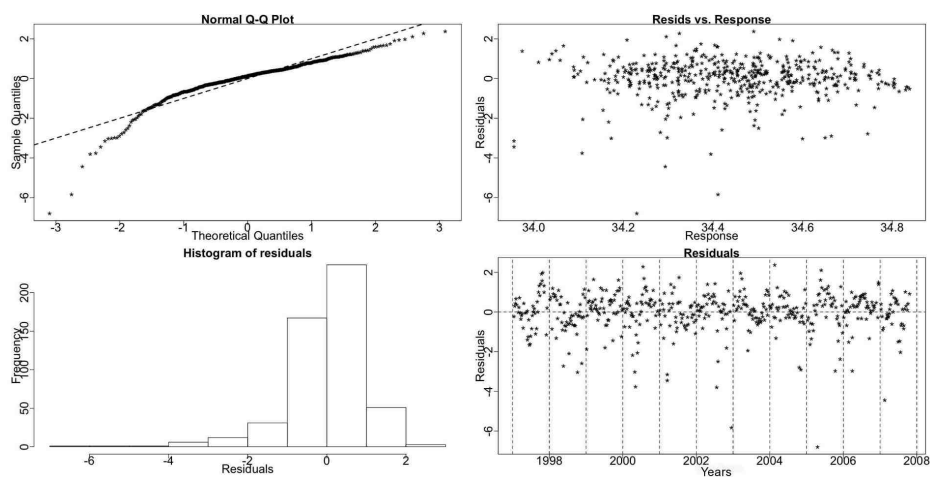 Normal Q-Q Plot
Sample Quantiles
2
0
-2
-4
-6
-3 -2 -1 0 1 2 3
Theoretical Quantiles
Resids vs. Response
Residuals
2
0
-2
-4
-6
34.0 34.2 34.4 34.6 34.8
Response
Histogram of residuals
Frequency
200
150
100
50
0
-6 -4 -2 0 2
Residuals
Residuals
Residuals
2
0
-2
-4
-6
1998 2000 2002 2004 2006 2008
Years